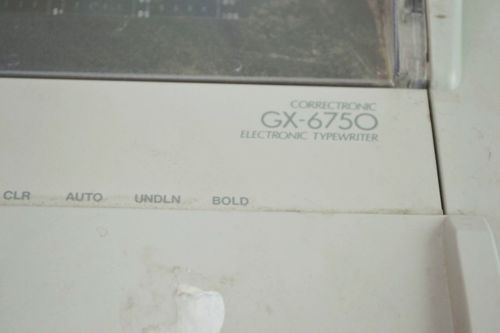 CORRECTRONIC
GX-6750
ELECTRONIC TYPEWRITER
CLR AUTO UNDLN BOLD